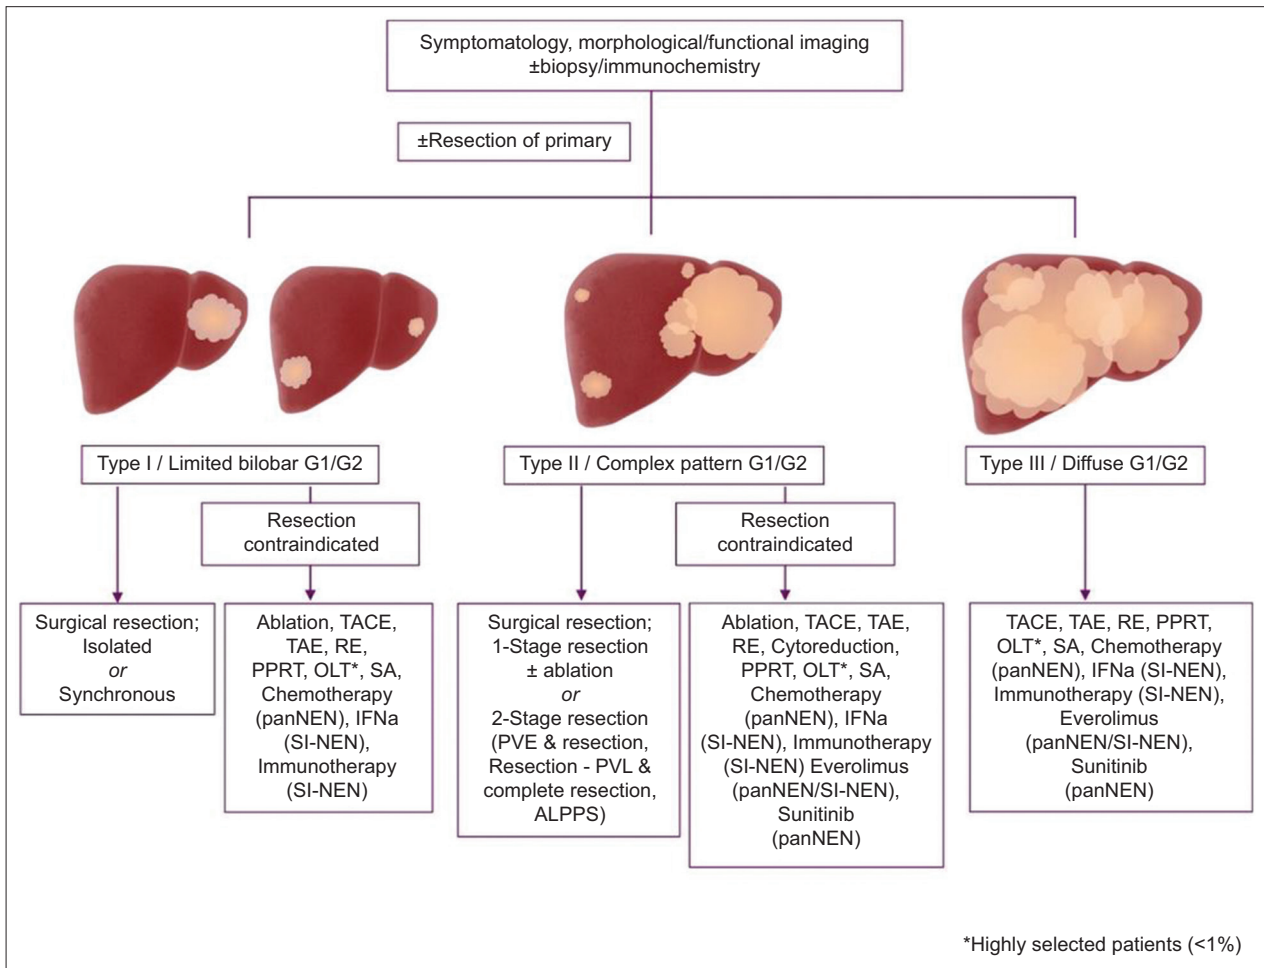 Symptomatology, morphological/functional imaging
±biopsy/immunochemistry
±Resection of primary
Type I / Limited bilobar G1/G2
Type II / Complex pattern G1/G2
Type III / Diffuse G1/G2
Resection
contraindicated
Resection
contraindicated
Surgical resection;
Isolated
or
Synchronous
Ablation, TACE,
TAE, RE,
PPRT, OLT*, SA,
Chemotherapy
(panNEN), IFNa
(SI-NEN),
Immunotherapy
(SI-NEN)
Surgical resection;
1-Stage resection
± ablation
or
2-Stage resection
(PVE & resection,
Resection - PVL &
complete resection,
ALPPS)
Ablation, TACE, TAE,
RE, Cytoreduction,
PPRT, OLT*, SA,
Chemotherapy
(panNEN), IFNa
(SI-NEN), Immunotherapy
(SI-NEN) Everolimus
(panNEN/SI-NEN),
Sunitinib
(panNEN)
TACE, TAE, RE, PPRT,
OLT*, SA, Chemotherapy
(panNEN), IFNa (SI-NEN),
Immunotherapy (SI-NEN),
Everolimus
(panNEN/SI-NEN),
Sunitinib
(panNEN)
*Highly selected patients (<1%)